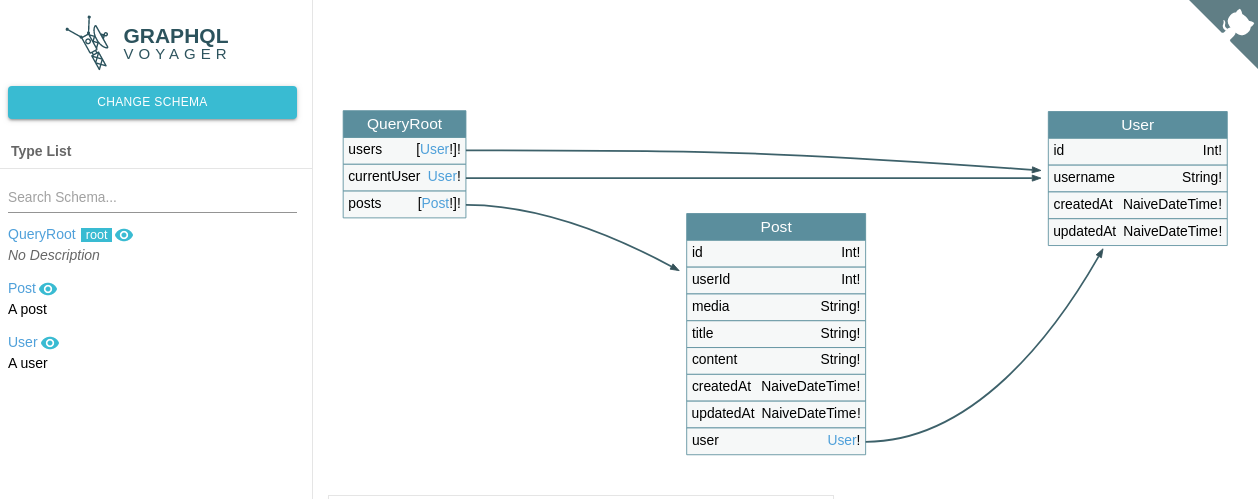 GRAPHQL
VOYAGER
CHANGE SCHEMA
Type List
Search Schema...
QueryRoot root
No Description
Post
A post
User
A user
QueryRoot
users [User!]!
currentUser User!
posts [Post!]!
Post
id Int!
userId Int!
media String!
title String!
content String!
createdAt NaiveDateTime!
updatedAt NaiveDateTime!
user User!
User
id Int!
username String!
createdAt NaiveDateTime!
updatedAt NaiveDateTime!